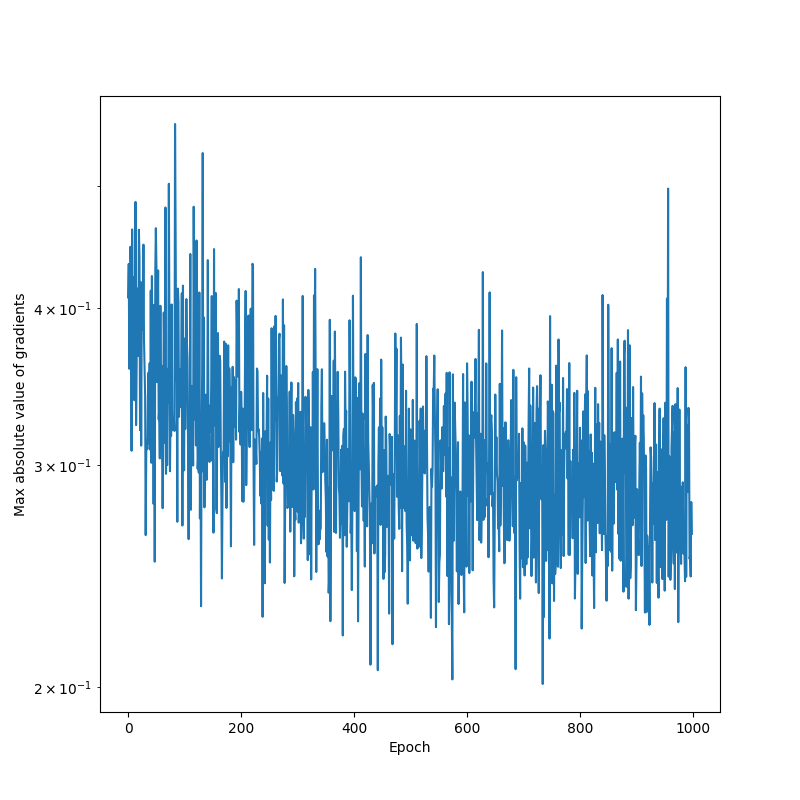 Max absolute value of gradients
4 × 10⁻¹
3 × 10⁻¹
2 × 10⁻¹
0 200 400 600 800 1000
Epoch